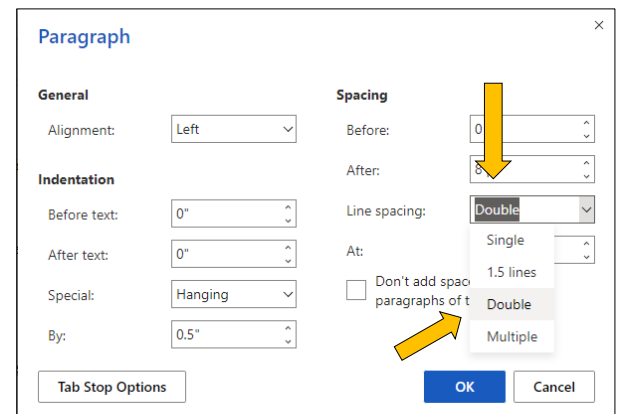 Paragraph
General
Alignment: Left
Indentation
Before text: 0"
After text: 0"
Special: Hanging
By: 0.5"
Tab Stop Options
Spacing
Before: 0
After: 8
Line spacing: Double
Single
1.5 lines
Double
Multiple
At:
Don't add spac
paragraphs of t
OK
Cancel